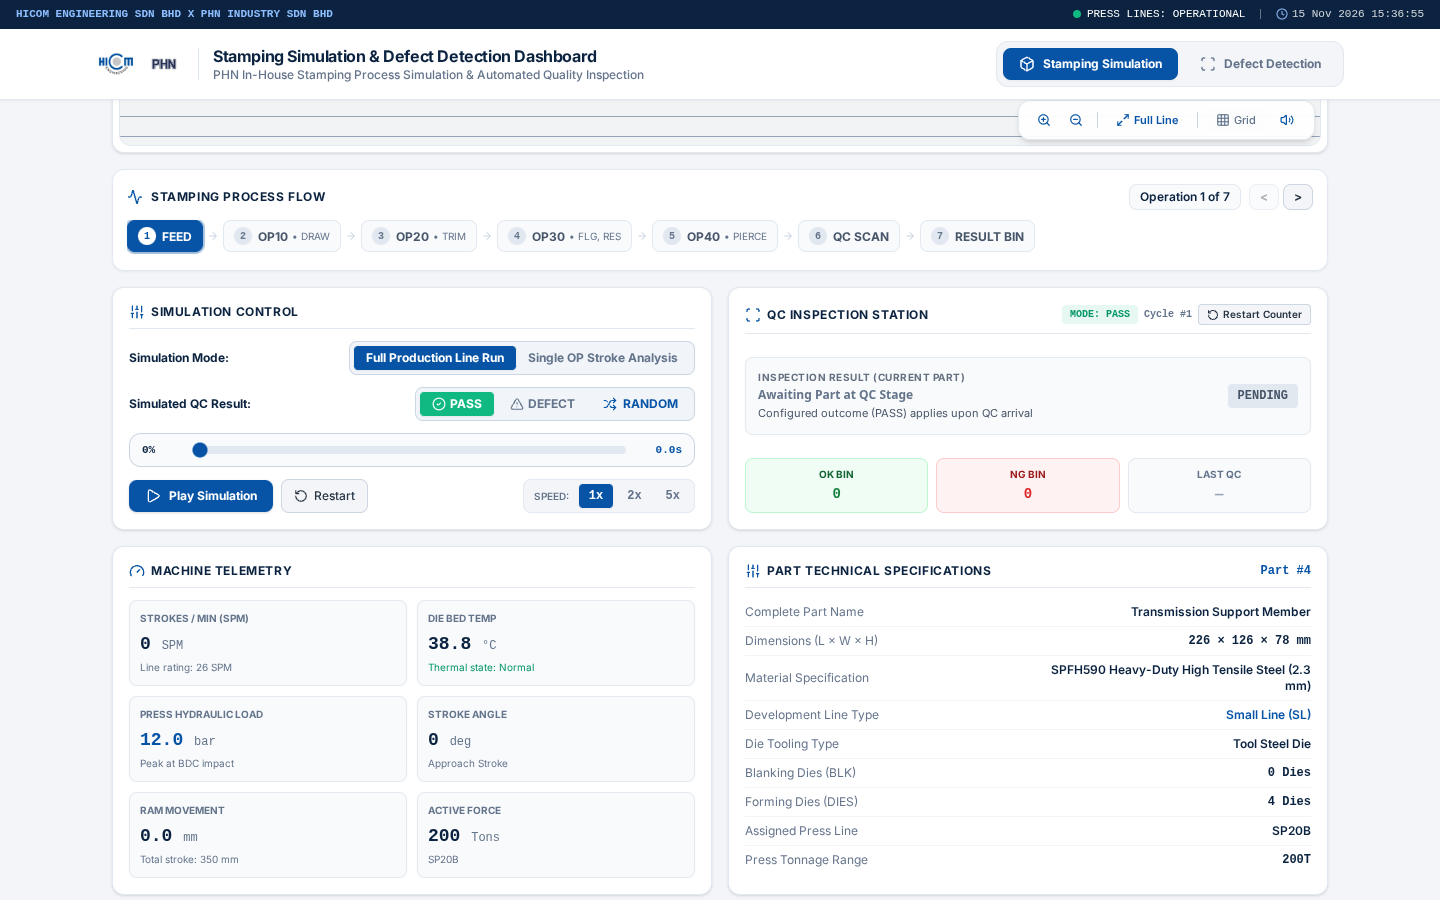 HICOM ENGINEERING SDN BHD X PHN INDUSTRY SDN BHD
PRESS LINES: OPERATIONAL
15 Nov 2026 15:36:55
HICOM
PHN
Stamping Simulation & Defect Detection Dashboard
PHN In-House Stamping Process Simulation & Automated Quality Inspection
Stamping Simulation
Defect Detection
Full Line
Grid
STAMPING PROCESS FLOW
Operation 1 of 7
<
>
1 FEED
2 OP10 • DRAW
3 OP20 • TRIM
4 OP30 • FLG, RES
5 OP40 • PIERCE
6 QC SCAN
7 RESULT BIN
SIMULATION CONTROL
Simulation Mode:
Full Production Line Run
Single OP Stroke Analysis
Simulated QC Result:
PASS
DEFECT
RANDOM
0%
0.0s
Play Simulation
Restart
SPEED:
1x
2x
5x
QC INSPECTION STATION
MODE: PASS
Cycle #1
Restart Counter
INSPECTION RESULT (CURRENT PART)
Awaiting Part at QC Stage
Configured outcome (PASS) applies upon QC arrival
PENDING
OK BIN
0
NG BIN
0
LAST QC
—
MACHINE TELEMETRY
STROKES / MIN (SPM)
0 SPM
Line rating: 26 SPM
DIE BED TEMP
38.8 °C
Thermal state: Normal
PRESS HYDRAULIC LOAD
12.0 bar
Peak at BDC impact
STROKE ANGLE
0 deg
Approach Stroke
RAM MOVEMENT
0.0 mm
Total stroke: 350 mm
ACTIVE FORCE
200 Tons
SP20B
PART TECHNICAL SPECIFICATIONS
Part #4
Complete Part Name
Transmission Support Member
Dimensions (L × W × H)
226 × 126 × 78 mm
Material Specification
SPFH590 Heavy-Duty High Tensile Steel (2.3
mm)
Development Line Type
Small Line (SL)
Die Tooling Type
Tool Steel Die
Blanking Dies (BLK)
0 Dies
Forming Dies (DIES)
4 Dies
Assigned Press Line
SP20B
Press Tonnage Range
200T